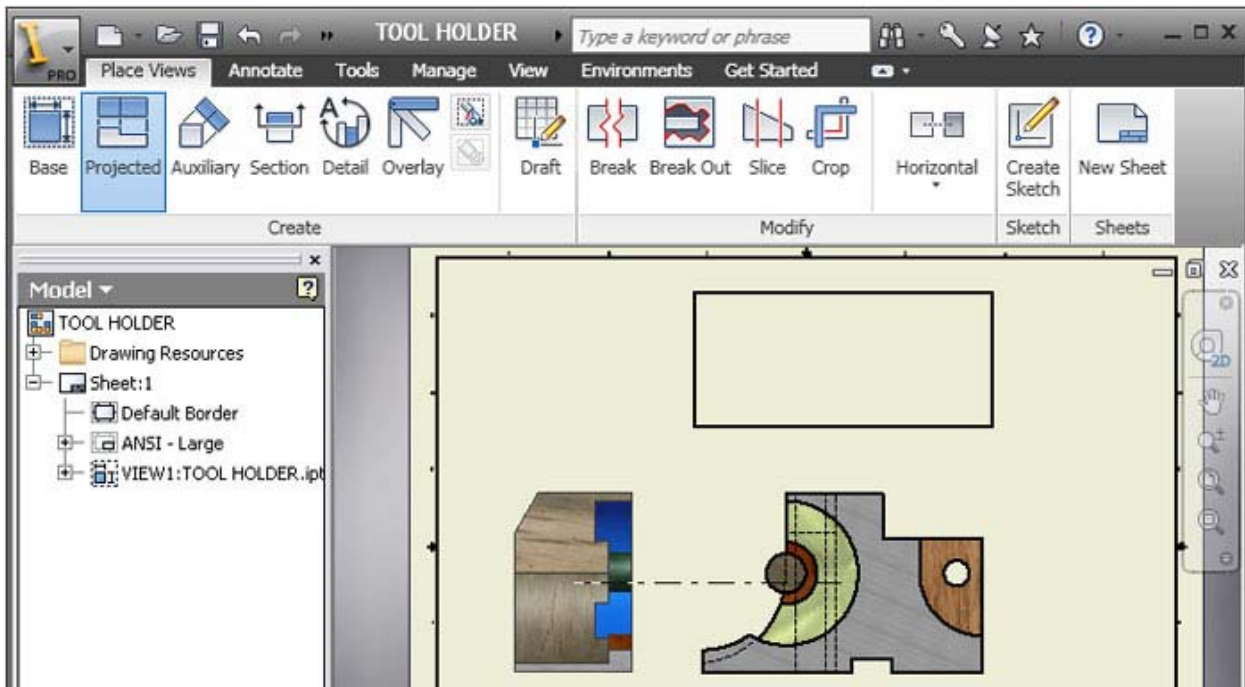 TOOL HOLDER
Type a keyword or phrase
PRO
Place Views Annotate Tools Manage View Environments Get Started
Base Projected Auxiliary Section Detail Overlay Draft Break Break Out Slice Crop Horizontal Create Sketch New Sheet
Create Modify Sketch Sheets
Model
TOOL HOLDER
Drawing Resources
Sheet:1
Default Border
ANSI - Large
VIEW1:TOOL HOLDER.ipt
2D